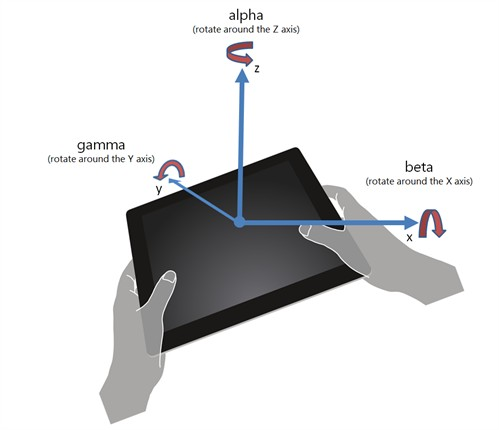 alpha
(rotate around the Z axis)
z
gamma
(rotate around the Y axis)
y
beta
(rotate around the X axis)
x